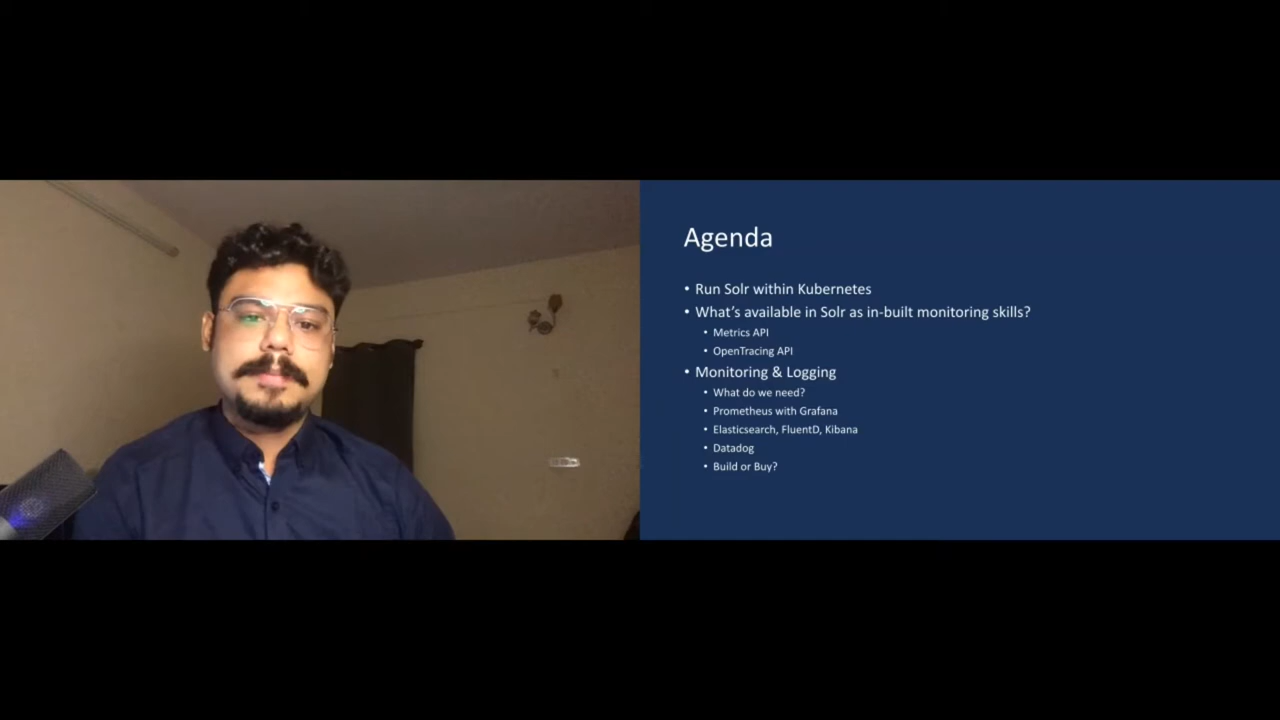 Agenda
• Run Solr within Kubernetes
• What’s available in Solr as in-built monitoring skills?
• Metrics API
• OpenTracing API
• Monitoring & Logging
• What do we need?
• Prometheus with Grafana
• Elasticsearch, FluentD, Kibana
• Datadog
• Build or Buy?